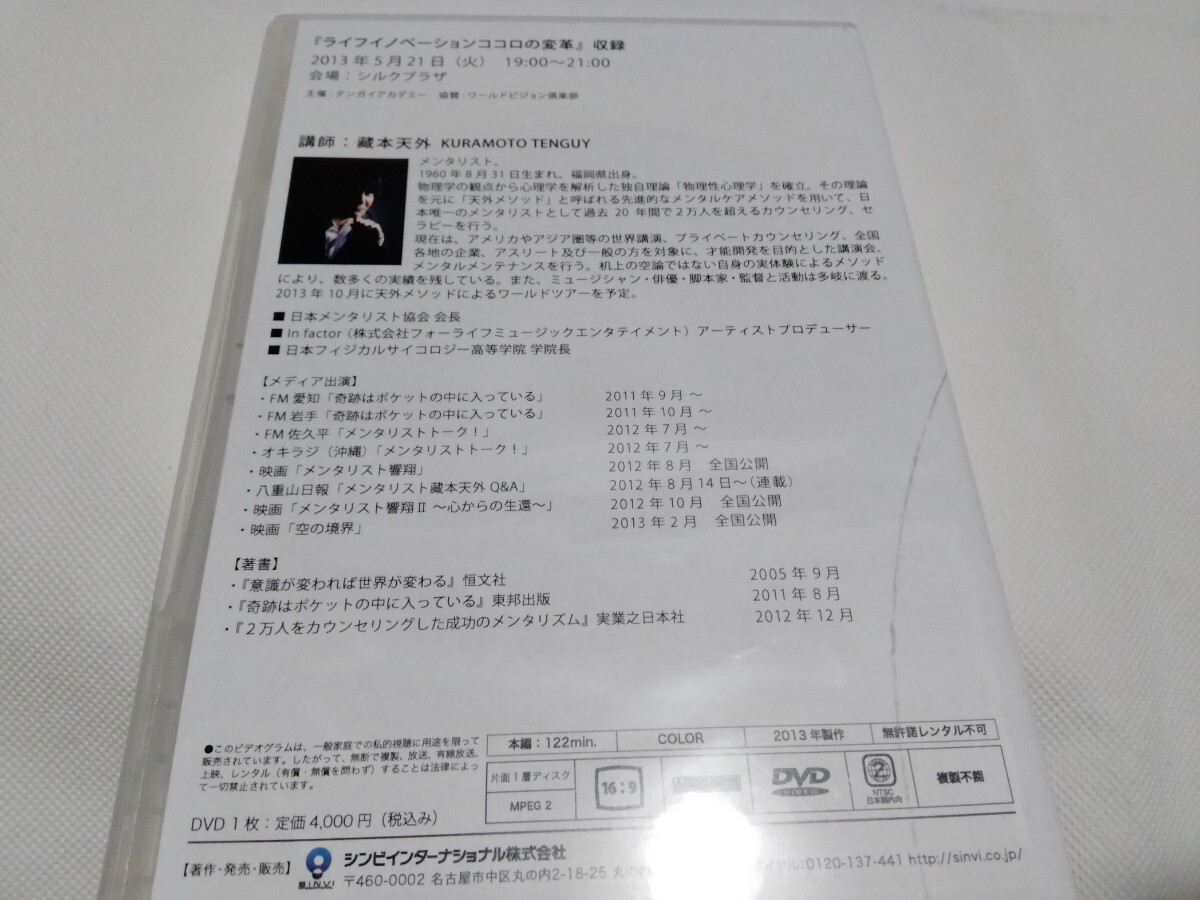 『ライフイノベーションココロの変革』収録
2013年5月21日（火） 19:00～21:00
会場：シルクプラザ
主催：テンガイアカデミー 協賛：ワールドビジョン倶楽部
講師：藏本天外 KURAMOTO TENGUY
メンタリスト。
1960年8月31日生まれ。福岡県出身。
物理学の観点から心理学を解析した独自理論「物理性心理学」を確立。その理論
を元に「天外メソッド」と呼ばれる先進的なメンタルケアメソッドを用いて、日
本唯一のメンタリストとして過去20年間で2万人を超えるカウンセリング、セ
ラピーを行う。
現在は、アメリカやアジア圏等の世界講演、プライベートカウンセリング、全国
各地の企業、アスリート及び一般の方を対象に、才能開発を目的とした講演会、
メンタルメンテナンスを行う。机上の空論ではない自身の実体験によるメソッド
により、数多くの実績を残している。また、ミュージシャン・俳優・脚本家・監督と活動は多岐に渡る。
2013年10月に天外メソッドによるワールドツアーを予定。
■ 日本メンタリスト協会 会長
■ In factor（株式会社フォーライフミュージックエンタテイメント）アーティストプロデューサー
■ 日本フィジカルサイコロジー高等学院 学院長
【メディア出演】
・FM愛知「奇跡はポケットの中に入っている」 2011年9月～
・FM岩手「奇跡はポケットの中に入っている」 2011年10月～
・FM佐久平「メンタリストトーク！」 2012年7月～
・オキラジ（沖縄）「メンタリストトーク！」 2012年7月～
・映画「メンタリスト響翔」 2012年8月 全国公開
・八重山日報「メンタリスト藏本天外Q&A」 2012年8月14日～（連載）
・映画「メンタリスト響翔Ⅱ ～心からの生還～」 2012年10月 全国公開
・映画「空の境界」 2013年2月 全国公開
【著書】
・『意識が変われば世界が変わる』恒文社 2005年9月
・『奇跡はポケットの中に入っている』東邦出版 2011年8月
・『2万人をカウンセリングした成功のメンタリズム』実業之日本社 2012年12月
●このビデオグラムは、一般家庭での私的視聴に用途を限って
販売されています。したがって、無断で複製、放送、有線放送、
上映、レンタル（有償・無償を問わず）することは法律によっ
て一切禁止されています。
本編：122min. COLOR 2013年製作 無許諾レンタル不可
片面1層ディスク
MPEG 2
16:9
DVD
VIDEO
2
NTSC
日本国内向
複製不能
DVD 1枚：定価4,000円（税込み）
【著作・発売・販売】 シンビインターナショナル株式会社
〒460-0002 名古屋市中区丸の内2-18-25 丸の
ダイヤル:0120-137-441 http://sinvi.co.jp/